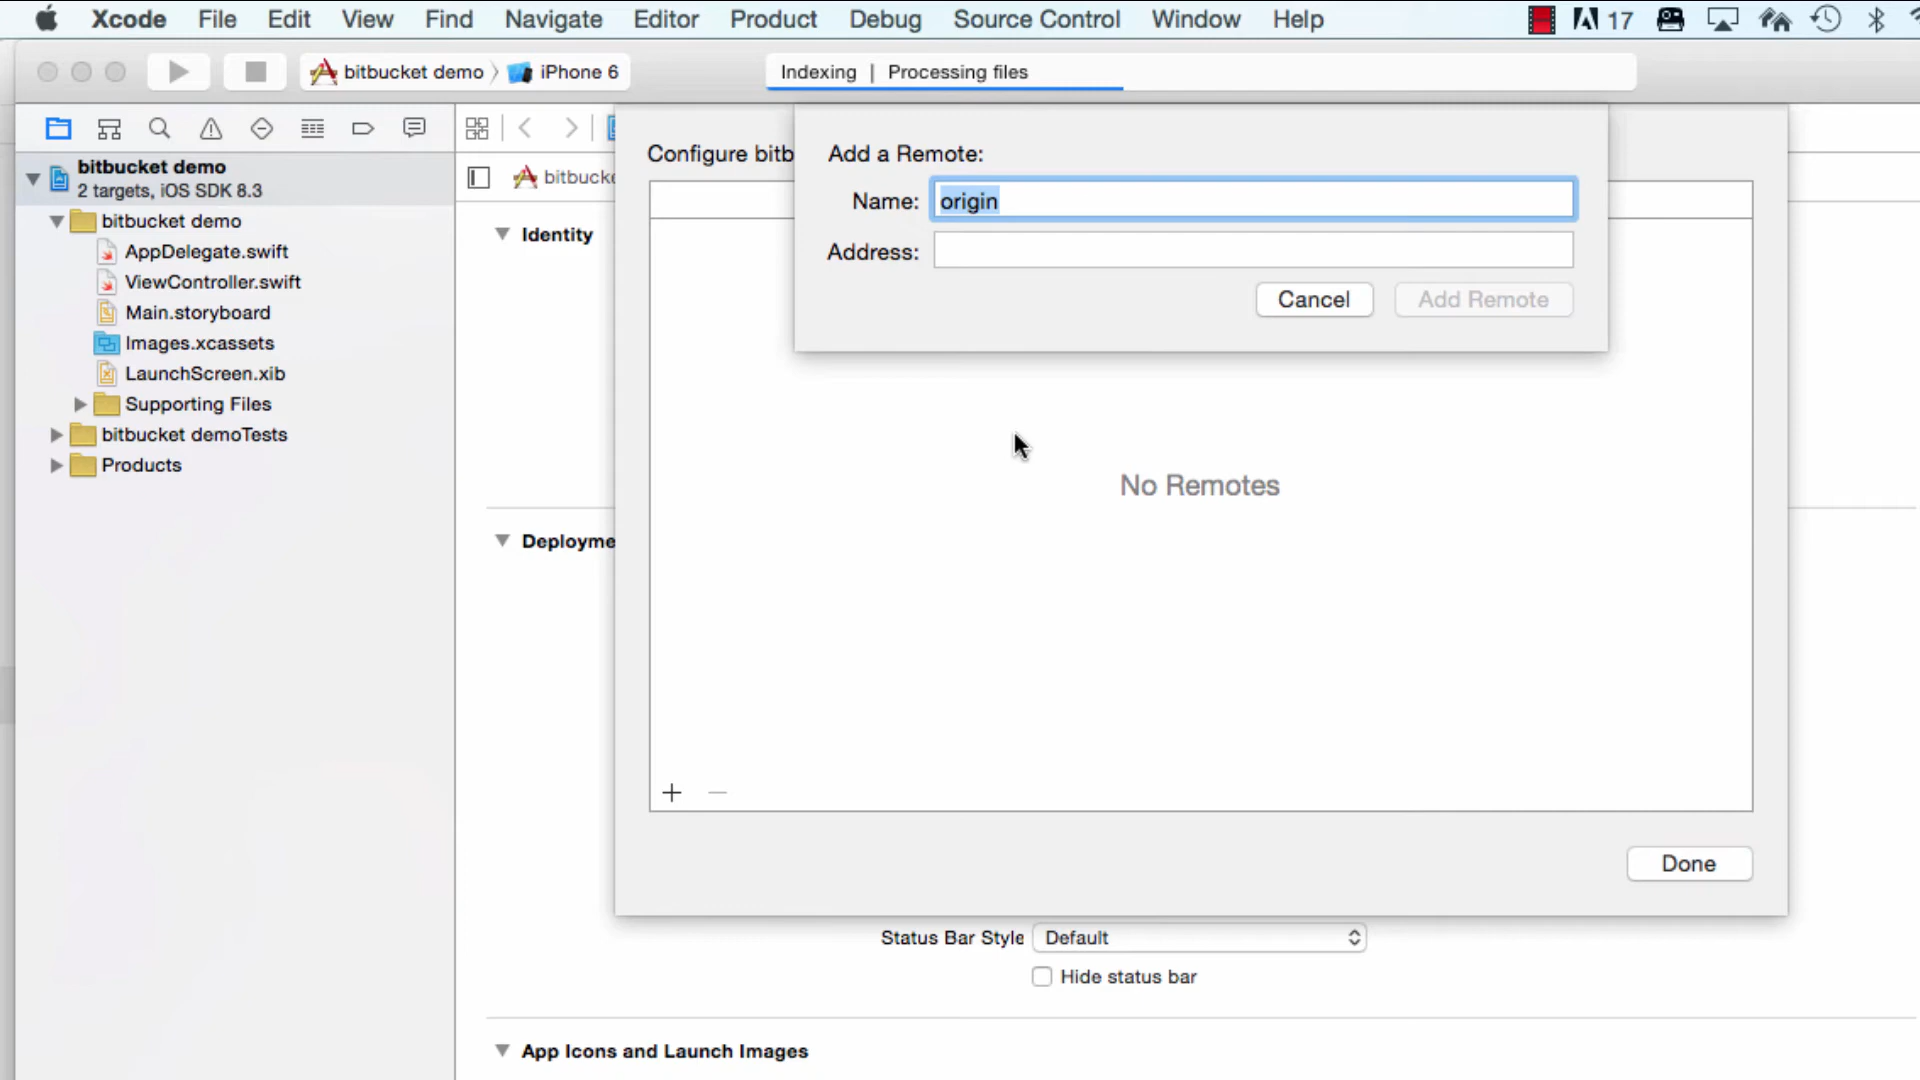 Xcode File Edit View Find Navigate Editor Product Debug Source Control Window Help 17
bitbucket demo iPhone 6
Indexing | Processing files
bitbucket demo
2 targets, iOS SDK 8.3
bitbucket demo
AppDelegate.swift
ViewController.swift
Main.storyboard
Images.xcassets
LaunchScreen.xib
Supporting Files
bitbucket demoTests
Products
bitbucke
Identity
Deployme
Configure bitb
Add a Remote:
Name: origin
Address:
Cancel Add Remote
No Remotes
+ −
Done
Status Bar Style Default
Hide status bar
App Icons and Launch Images